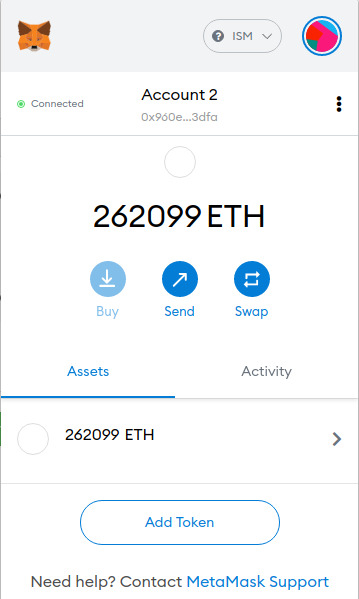 ISM
Connected
Account 2
0x960e...3dfa
262099 ETH
Buy
Send
Swap
Assets
Activity
262099 ETH
Add Token
Need help? Contact MetaMask Support